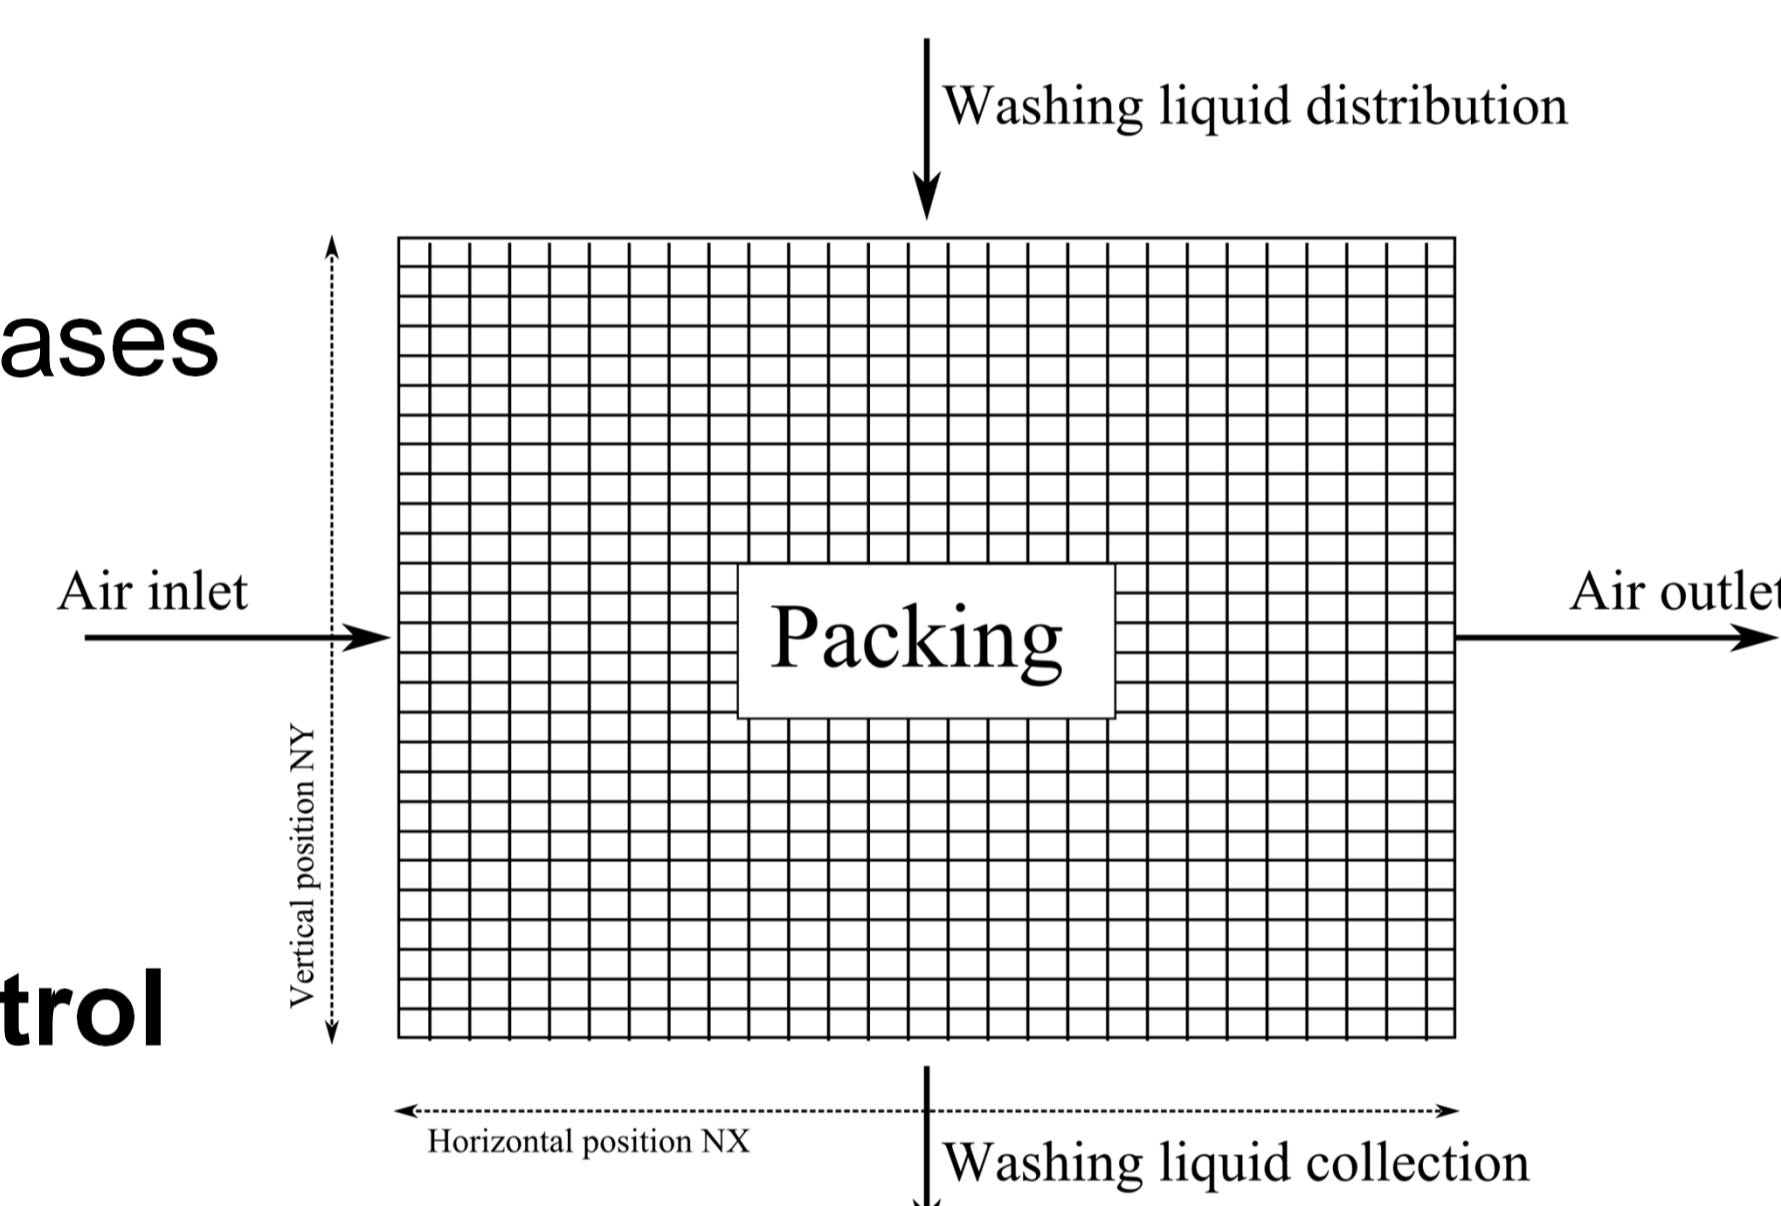 Washing liquid distribution
ases
Air inlet
Packing
Air outlet
Vertical position NY
trol
Horizontal position NX
Washing liquid collection